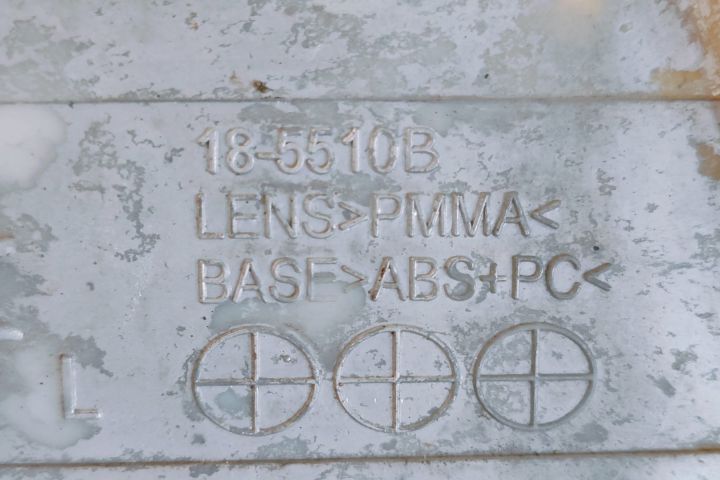 18-5510B
LENS>PMMA<
BASE>ABS+PC<
L